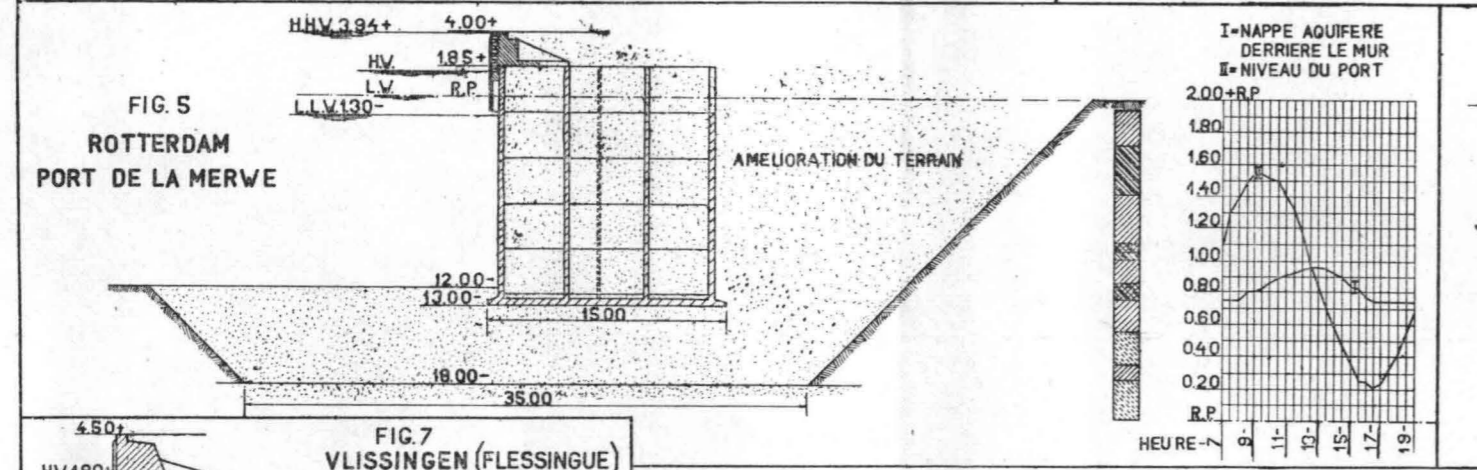 FIG. 5
ROTTERDAM
PORT DE LA MERWE
H.H.W. 3.94+
4.00+
H.W.
1.85+
L.W.
R.P.
L.L.W. 1.30-
AMELIORATION DU TERRAIN
12.00-
13.00-
15.00
18.00-
35.00
I=NAPPE AQUIFERE
DERRIERE LE MUR
II=NIVEAU DU PORT
2.00+R.P.
1.80
1.60
1.40
1.20
1.00
0.80
0.60
0.40
0.20
R.P.
II
I
HEURE-7 9- 11- 13- 15- 17- 19-
4.50+
FIG. 7
VLISSINGEN (FLESSINGUE)